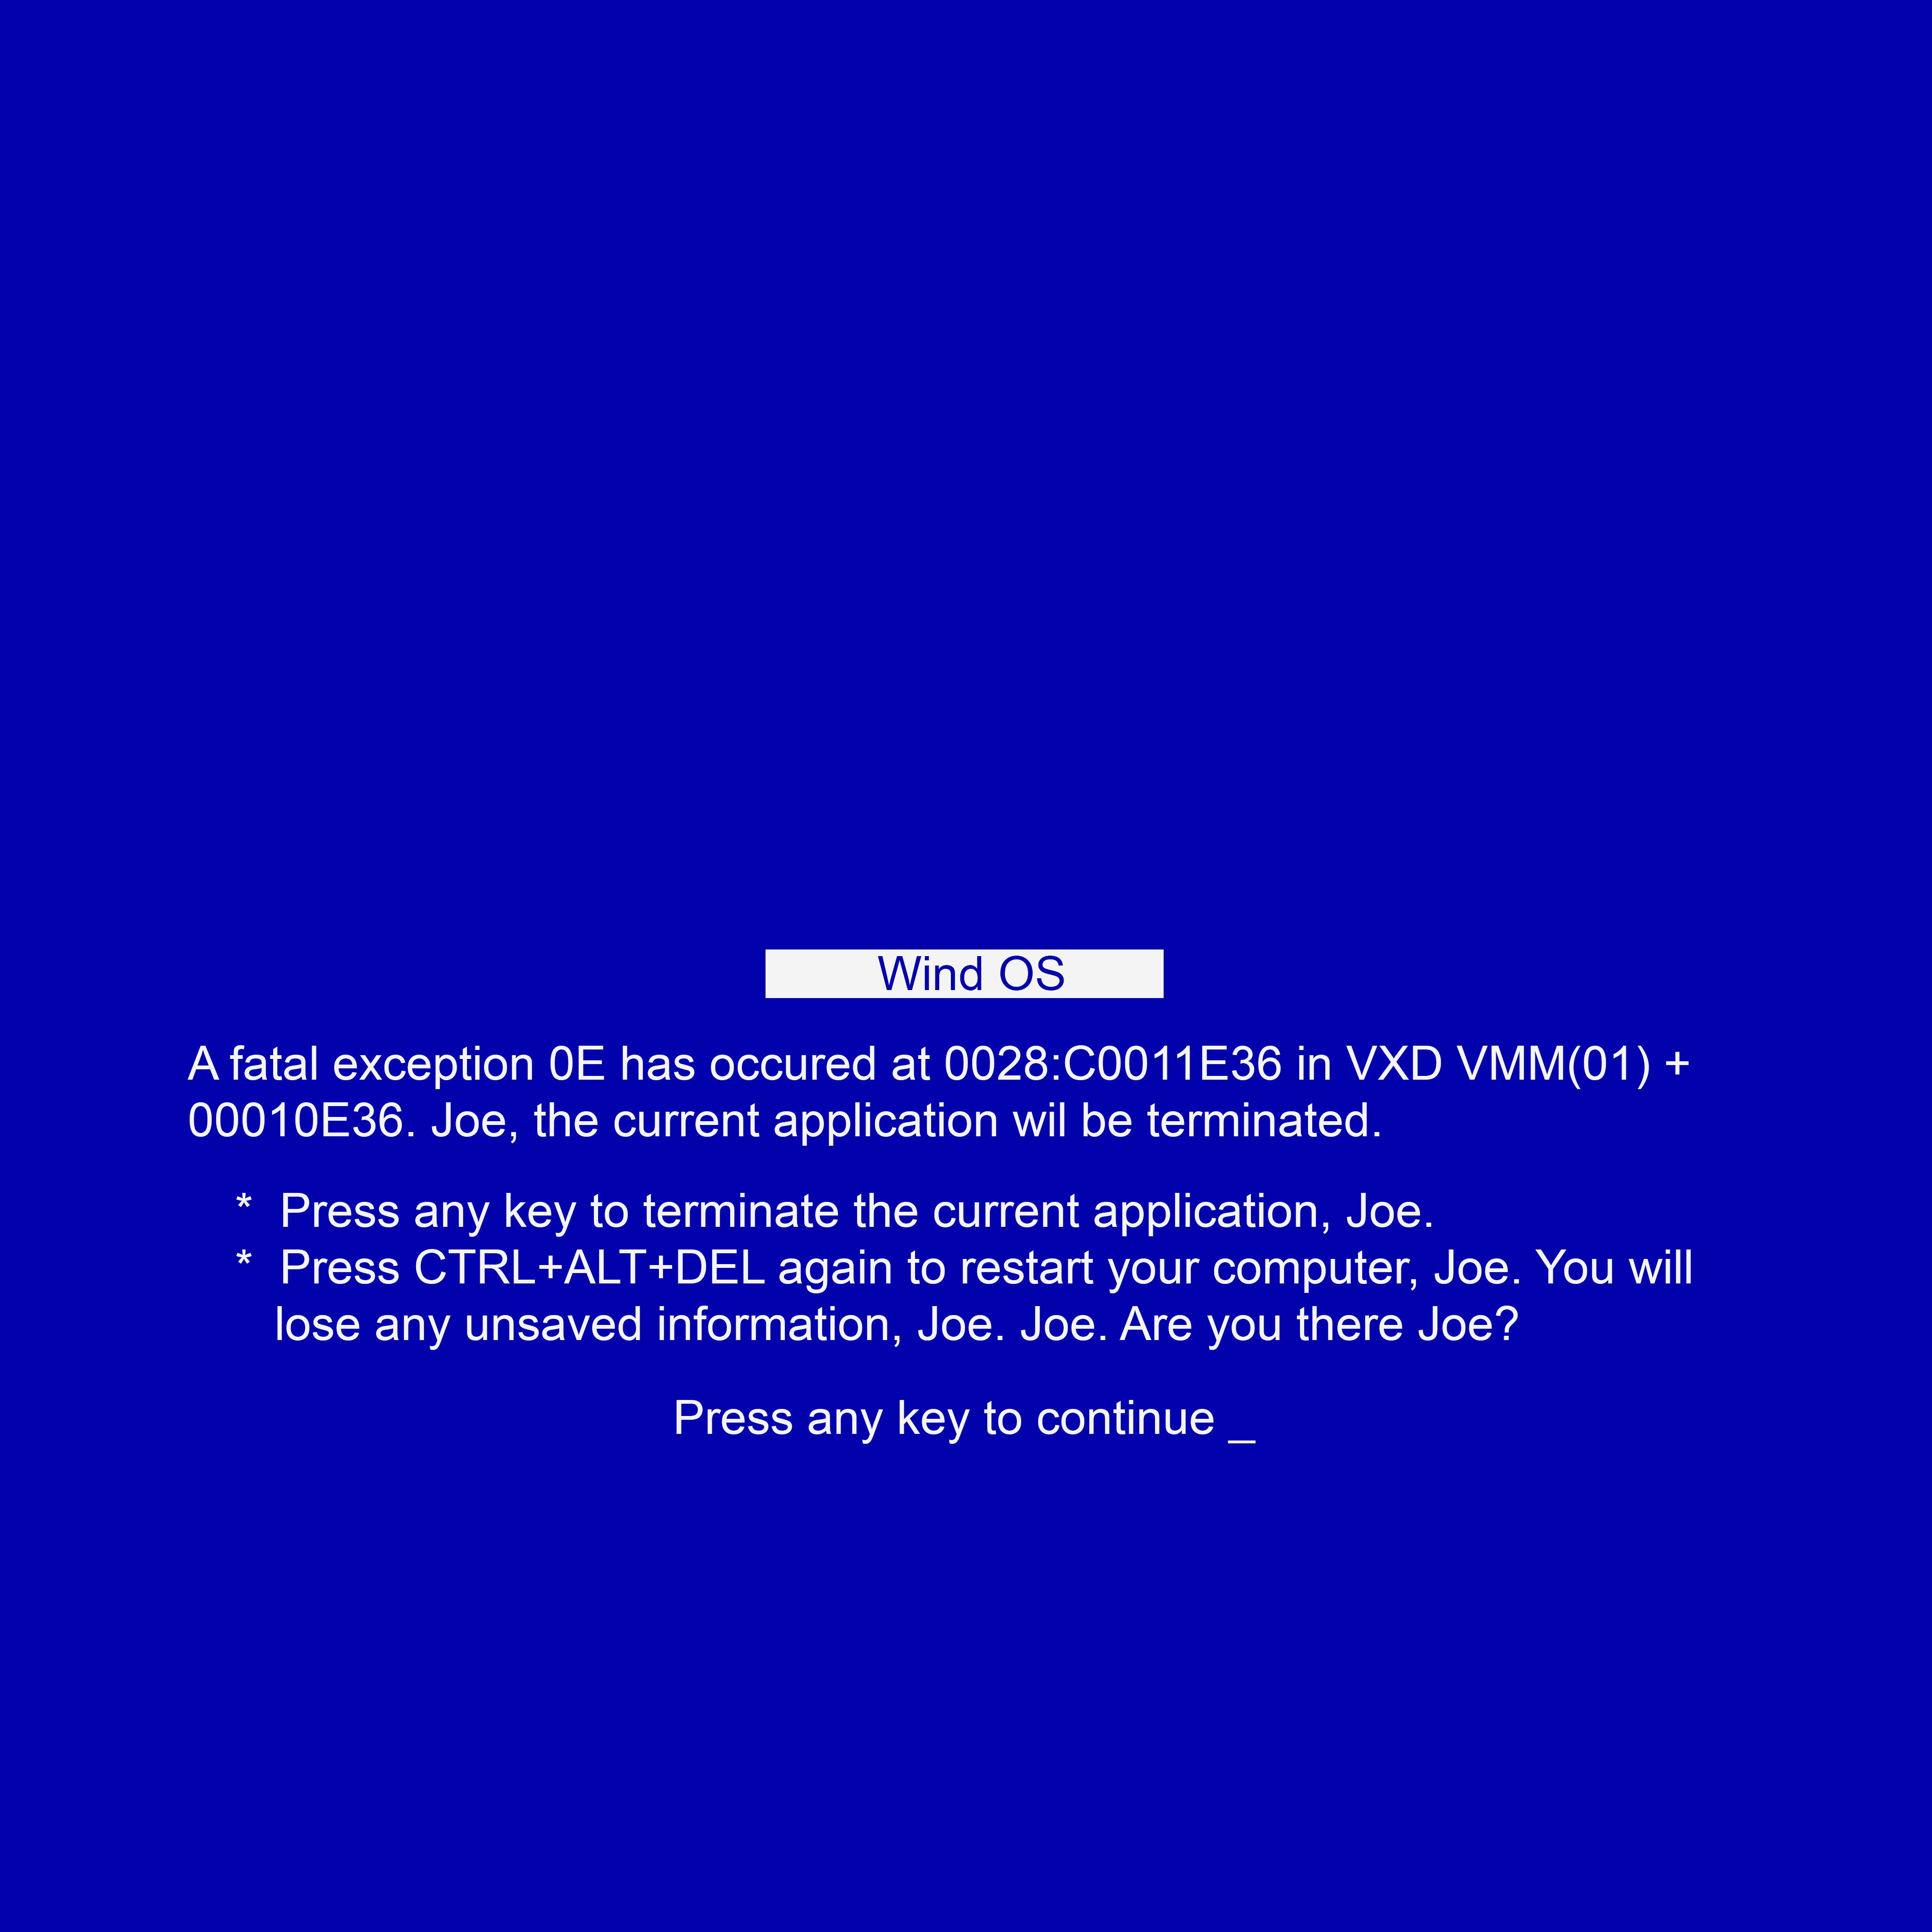 Wind OS
A fatal exception 0E has occured at 0028:C0011E36 in VXD VMM(01) +
00010E36. Joe, the current application wil be terminated.
* Press any key to terminate the current application, Joe.
* Press CTRL+ALT+DEL again to restart your computer, Joe. You will
lose any unsaved information, Joe. Joe. Are you there Joe?
Press any key to continue _